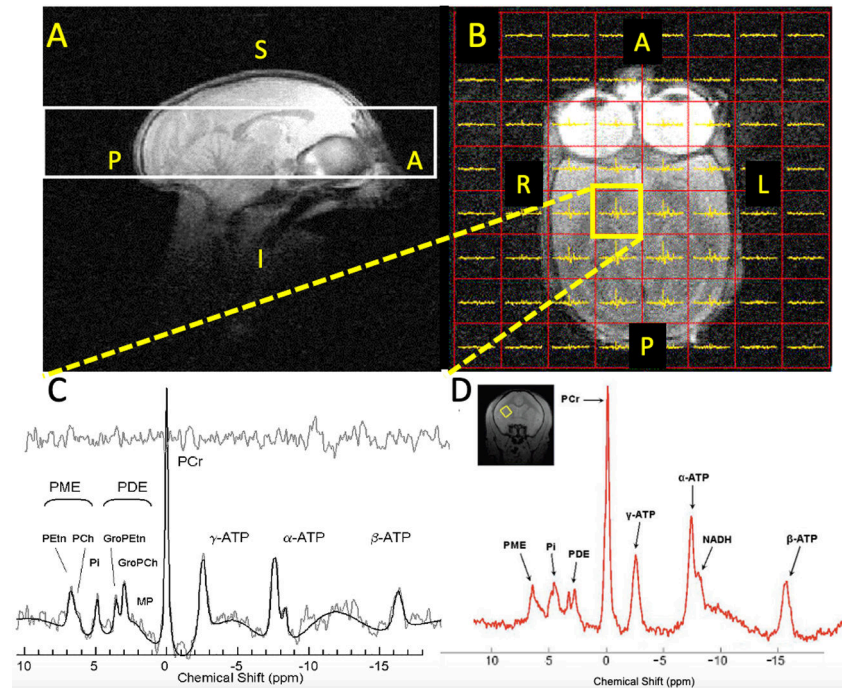 A
S
P
A
I
B
A
R
L
P
C
PCr
PME PDE
PEtn PCh GroPEtn
Pi GroPCh
MP
γ-ATP α-ATP β-ATP
10 5 0 -5 -10 -15
Chemical Shift (ppm)
D
PCr
α-ATP
γ-ATP
NADH
PME Pi PDE
β-ATP
10 5 0 -5 -10 -15
Chemical Shift (ppm)